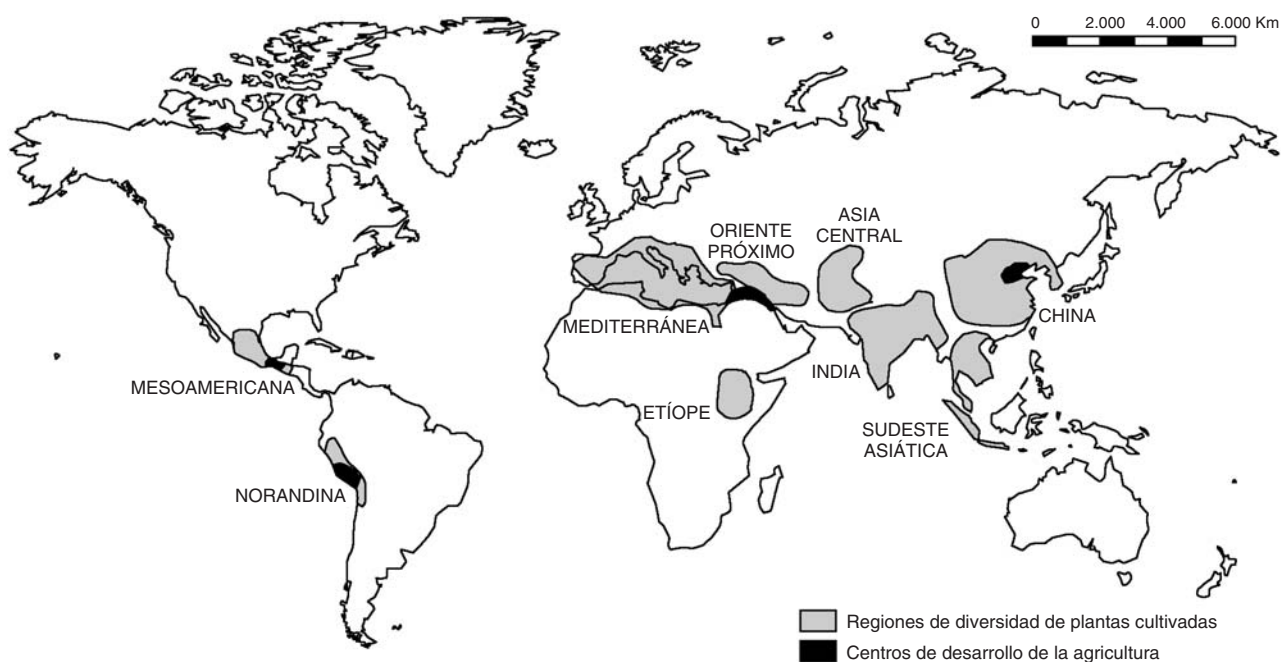 0 2.000 4.000 6.000 Km
ORIENTE
PRÓXIMO
ASIA
CENTRAL
MEDITERRÁNEA
CHINA
MESOAMERICANA
INDIA
ETÍOPE
SUDESTE
ASIÁTICA
NORANDINA
Regiones de diversidad de plantas cultivadas
Centros de desarrollo de la agricultura